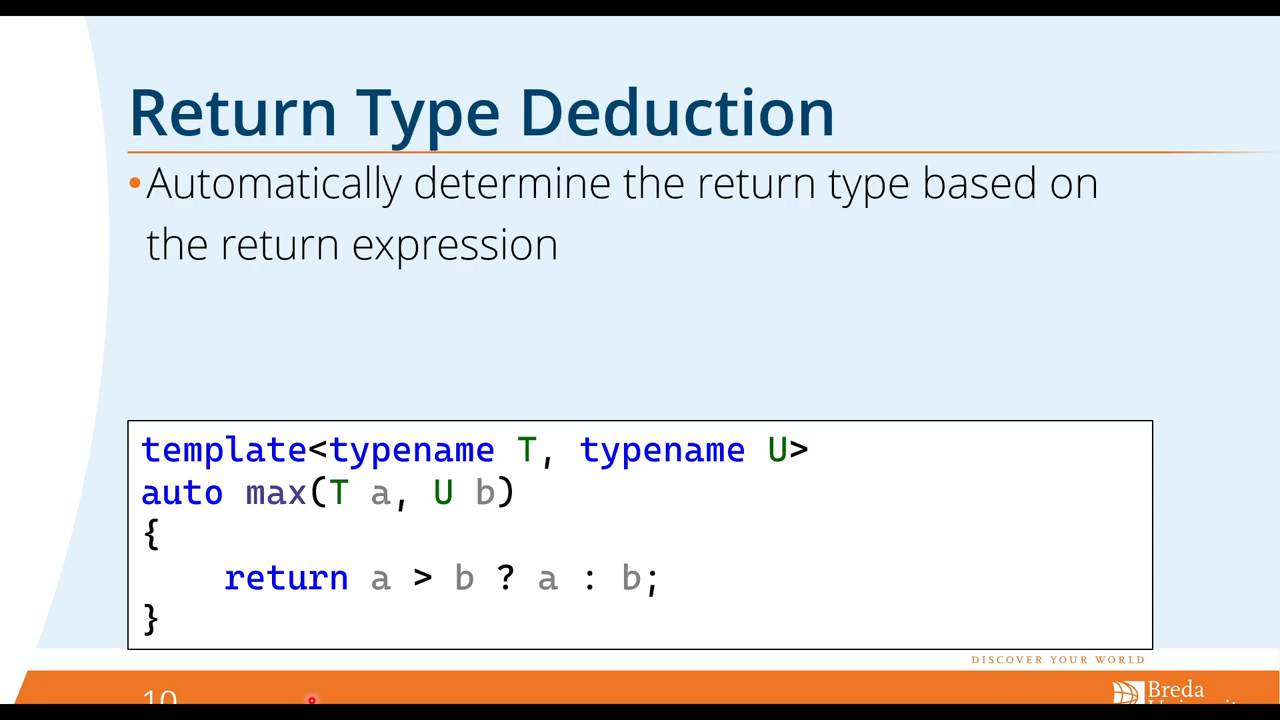 Return Type Deduction
•Automatically determine the return type based on
the return expression
template<typename T, typename U>
auto max(T a, U b)
{
    return a > b ? a : b;
}
DISCOVER YOUR WORLD
10
Breda